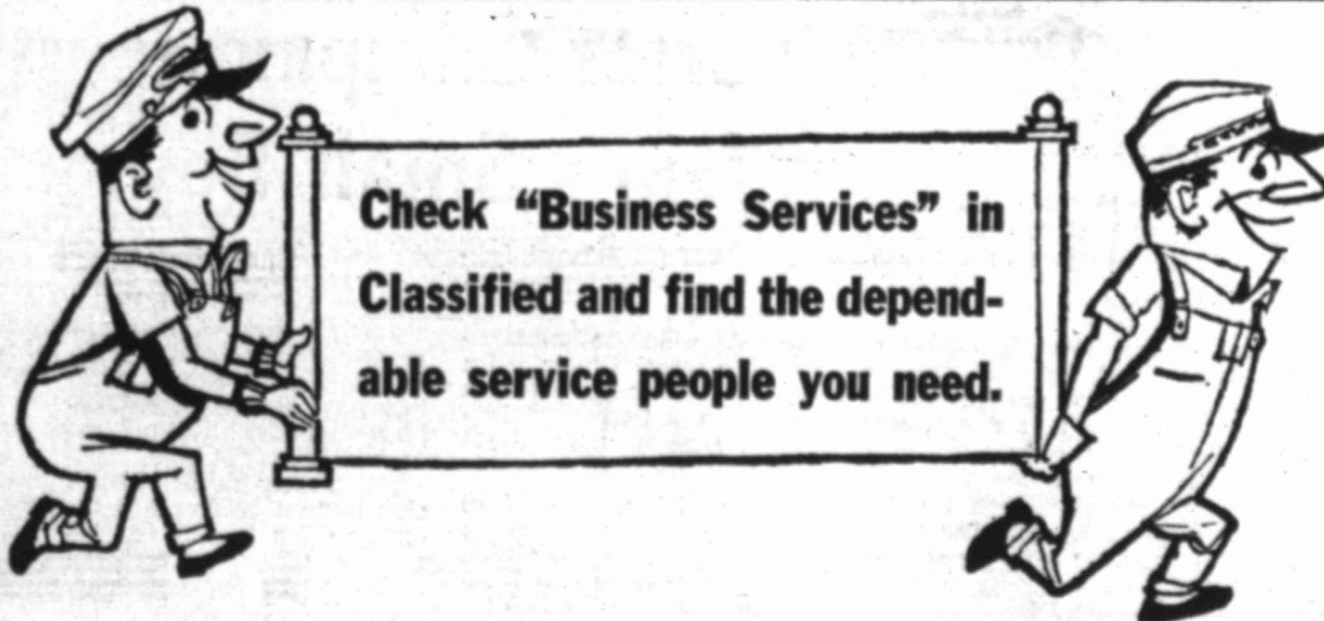 Check “Business Services” in
Classified and find the depend-
able service people you need.